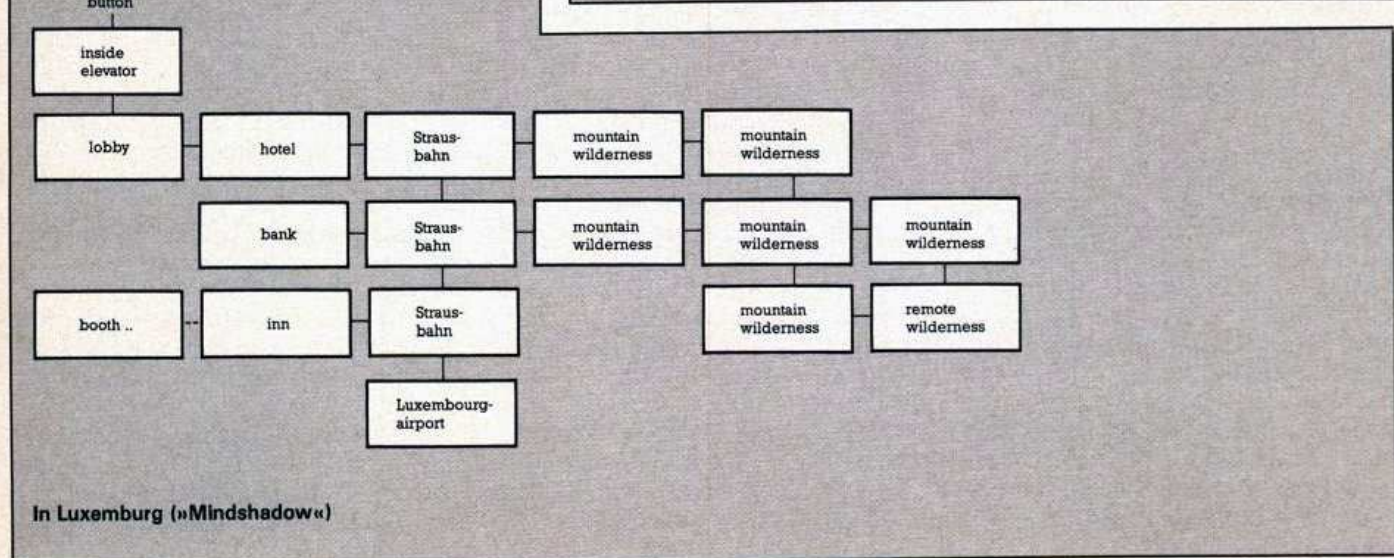 button
inside
elevator
lobby
hotel
Straus-
bahn
mountain
wilderness
mountain
wilderness
bank
Straus-
bahn
mountain
wilderness
mountain
wilderness
mountain
wilderness
booth ..
inn
Straus-
bahn
mountain
wilderness
remote
wilderness
Luxembourg-
airport
In Luxemburg (»Mindshadow«)